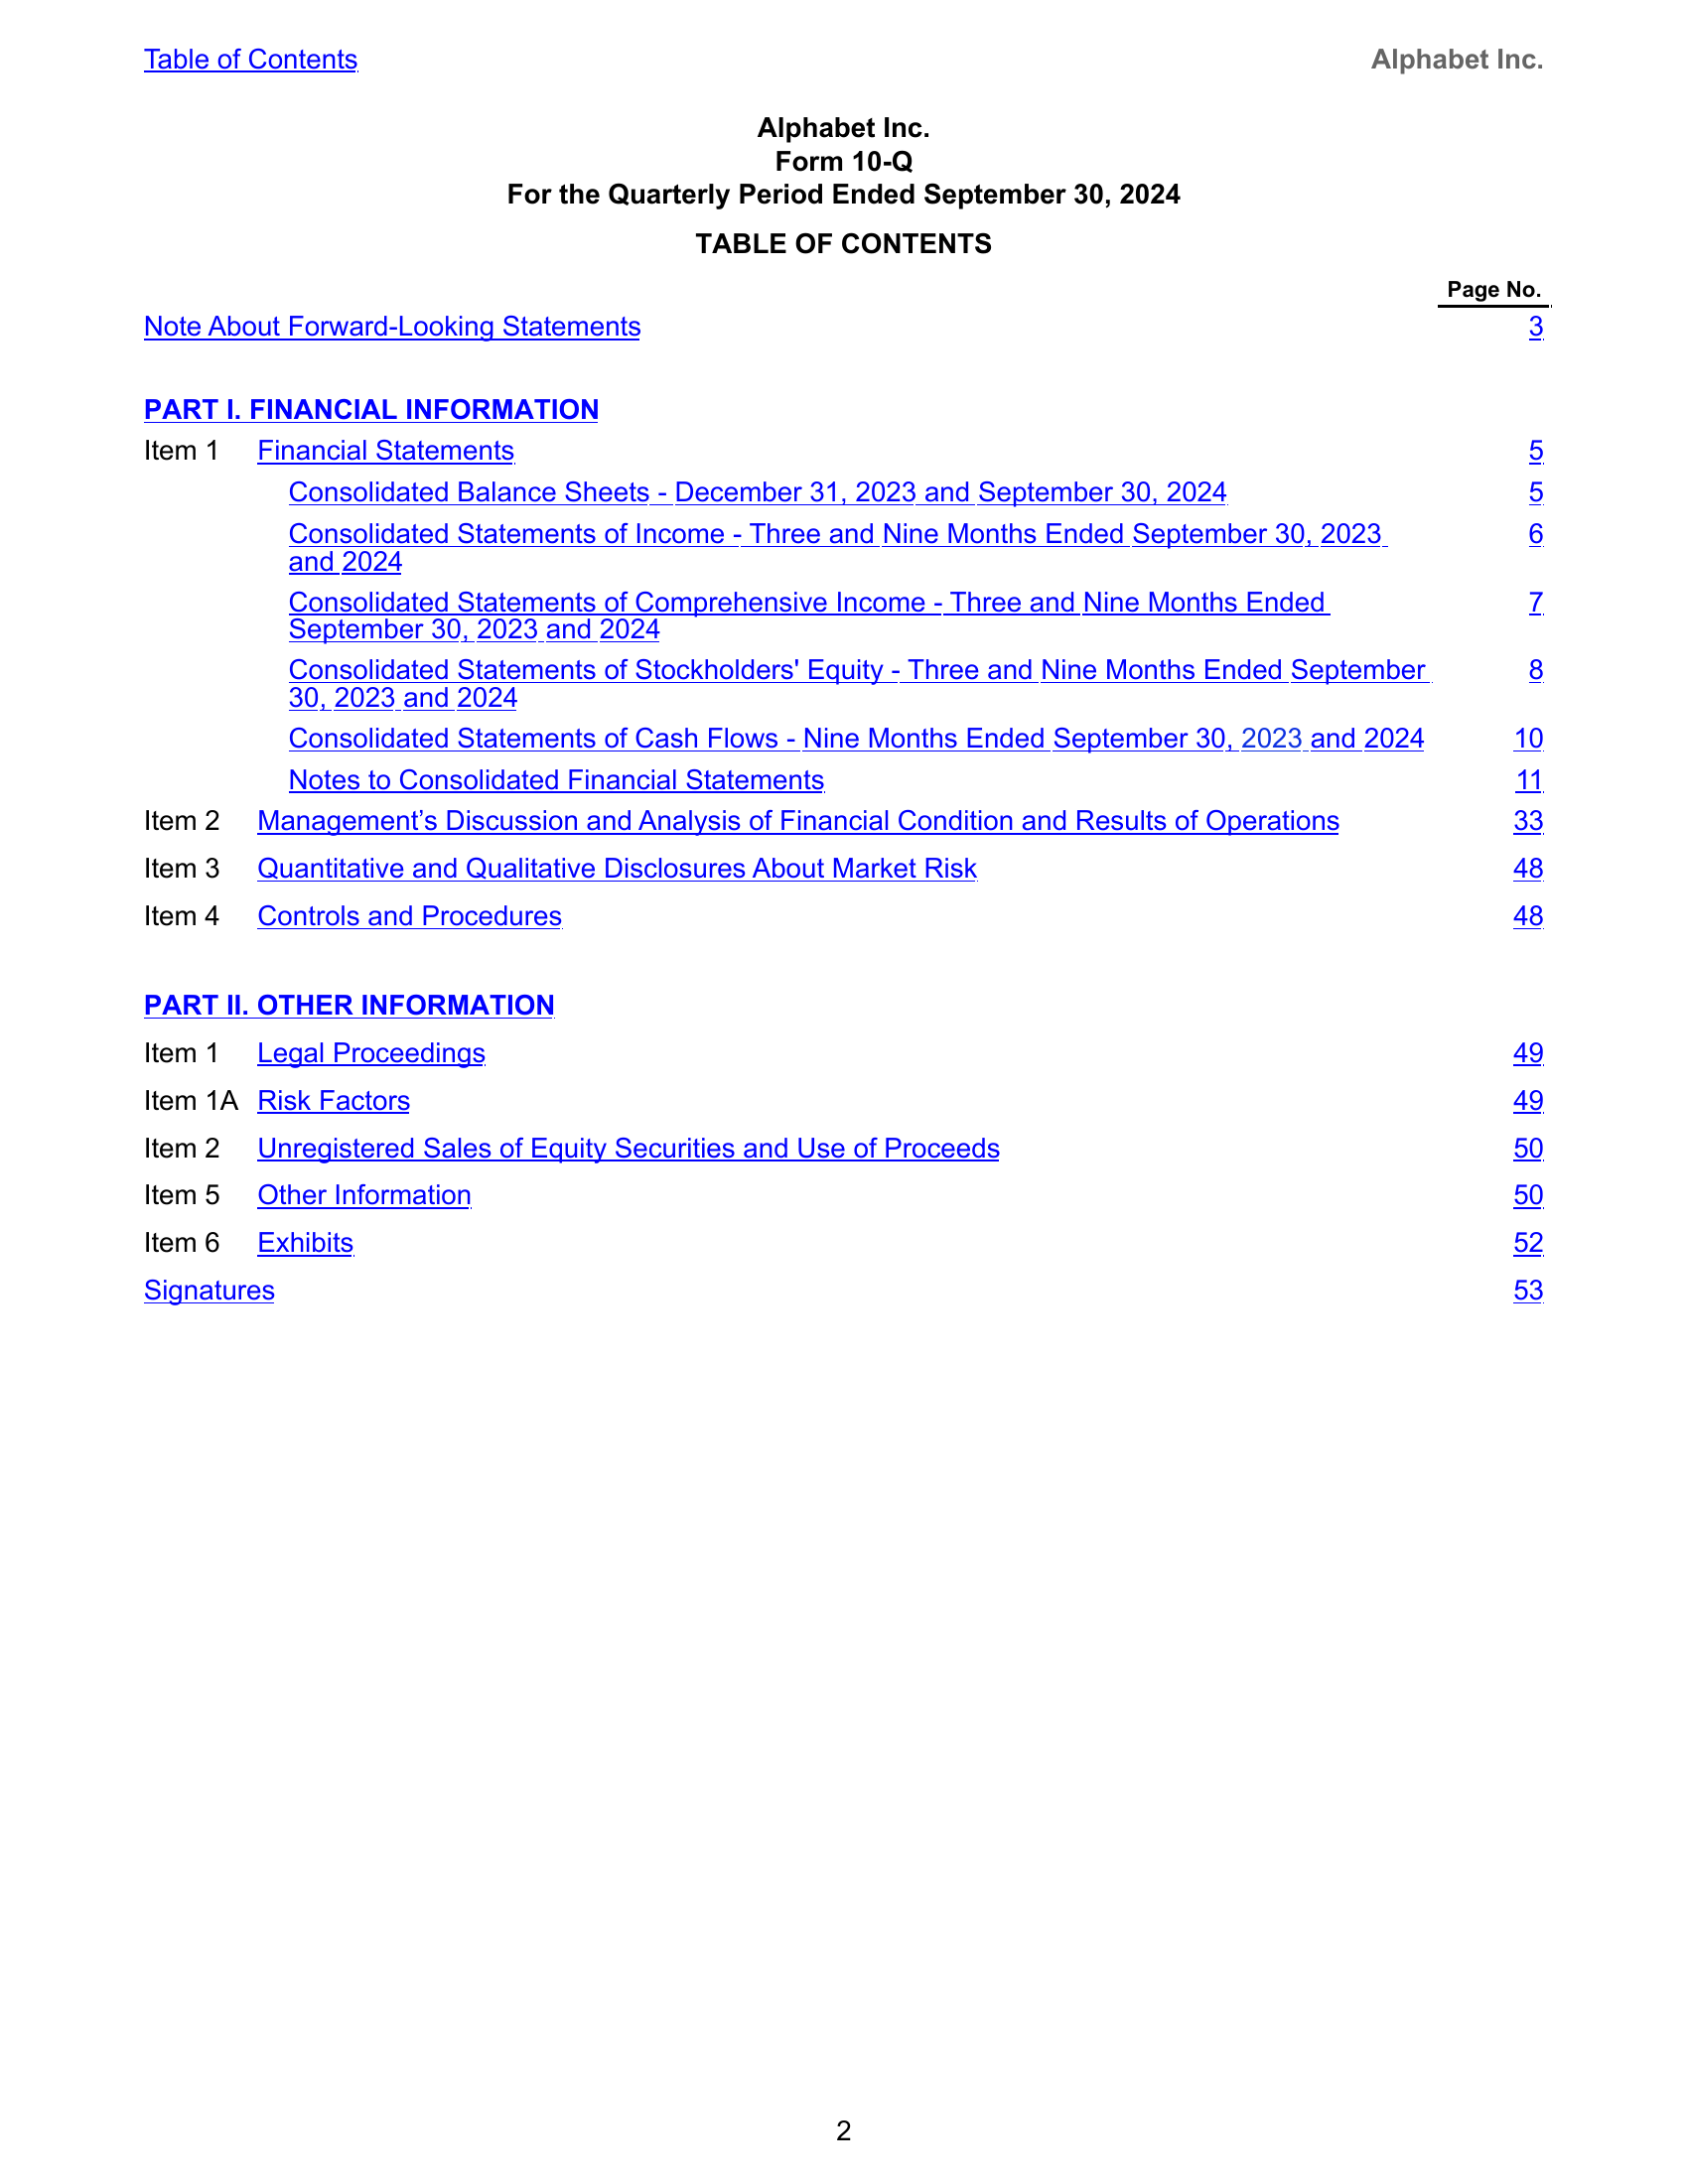 Table of Contents Alphabet Inc.
Alphabet Inc.
Form 10-Q
For the Quarterly Period Ended September 30, 2024
TABLE OF CONTENTS
Page No.
Note About Forward-Looking Statements 3
PART I. FINANCIAL INFORMATION
Item 1 Financial Statements 5
Consolidated Balance Sheets - December 31, 2023 and September 30, 2024 5
Consolidated Statements of Income - Three and Nine Months Ended September 30, 2023 6
and 2024
Consolidated Statements of Comprehensive Income - Three and Nine Months Ended 7
September 30, 2023 and 2024
Consolidated Statements of Stockholders' Equity - Three and Nine Months Ended September 8
30, 2023 and 2024
Consolidated Statements of Cash Flows - Nine Months Ended September 30, 2023 and 2024 10
Notes to Consolidated Financial Statements 11
Item 2 Management’s Discussion and Analysis of Financial Condition and Results of Operations 33
Item 3 Quantitative and Qualitative Disclosures About Market Risk 48
Item 4 Controls and Procedures 48
PART II. OTHER INFORMATION
Item 1 Legal Proceedings 49
Item 1A Risk Factors 49
Item 2 Unregistered Sales of Equity Securities and Use of Proceeds 50
Item 5 Other Information 50
Item 6 Exhibits 52
Signatures 53
2